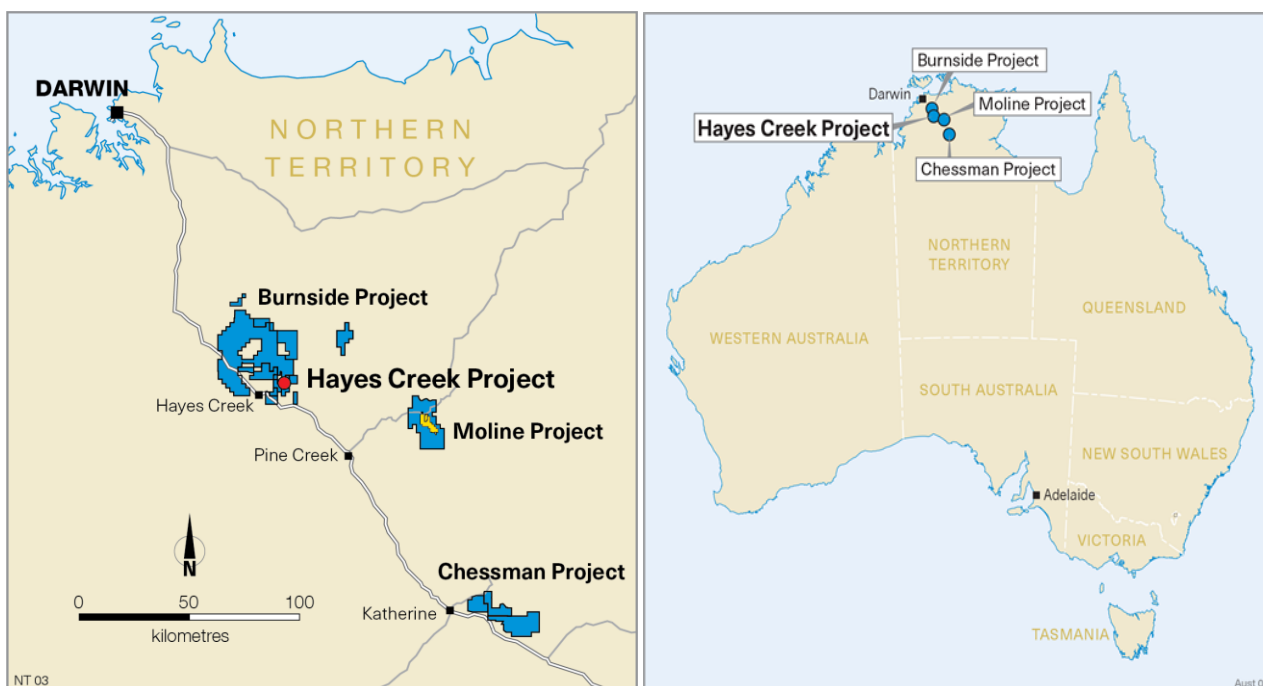 DARWIN
NORTHERN
TERRITORY
Burnside Project
Hayes Creek Project
Hayes Creek
Moline Project
Pine Creek
N
Chessman Project
0 50 100
kilometres
Katherine
NT 03
Burnside Project
Darwin
Moline Project
Hayes Creek Project
Chessman Project
NORTHERN
TERRITORY
QUEENSLAND
WESTERN AUSTRALIA
SOUTH AUSTRALIA
NEW SOUTH WALES
Adelaide
VICTORIA
TASMANIA
Aust 0